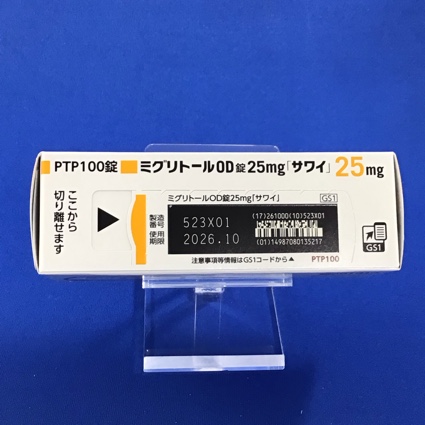 PTP100錠 ミグリトールOD錠25mg「サワイ」 25mg
ここから
切り離せます
ミグリトールOD錠25mg「サワイ」 GS1
製造
番号 523X01
使用
期限 2026.10
(17)261000(10)523X01
(01)14987080135217
注意事項等情報はGS1コードから▲ PTP100
GS1